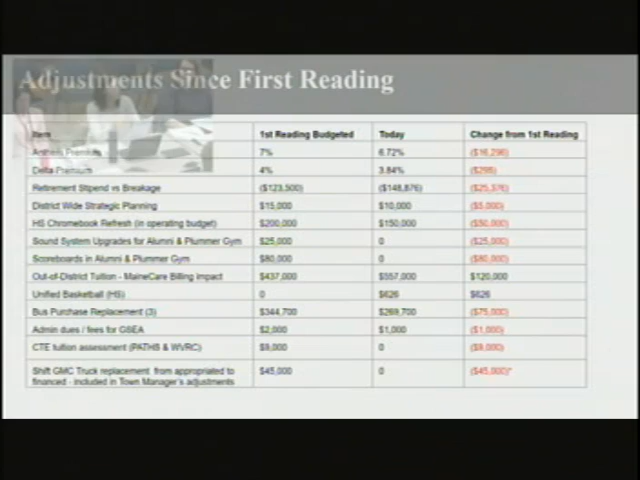 Adjustments Since First Reading
Item 1st Reading Budgeted Today Change from 1st Reading
Anthem Premium 7% 6.72% ($16,296)
Delta Premium 4% 3.84% ($295)
Retirement Stipend vs Breakage ($123,500) ($148,876) ($25,376)
District Wide Strategic Planning $15,000 $10,000 ($5,000)
HS Chromebook Refresh (in operating budget) $200,000 $150,000 ($50,000)
Sound System Upgrades for Alumni & Plummer Gym $25,000 0 ($25,000)
Scoreboards in Alumni & Plummer Gym $80,000 0 ($80,000)
Out-of-District Tuition - MaineCare Billing Impact $437,000 $557,000 $120,000
Unified Basketball (HS) 0 $626 $626
Bus Purchase Replacement (3) $344,700 $269,700 ($75,000)
Admin dues / fees for GSEA $2,000 $1,000 ($1,000)
CTE tuition assessment (PATHS & WVRC) $9,000 0 ($9,000)
Shift GMC Truck replacement from appropriated to $45,000 0 ($45,000)*
financed - included in Town Manager's adjustments